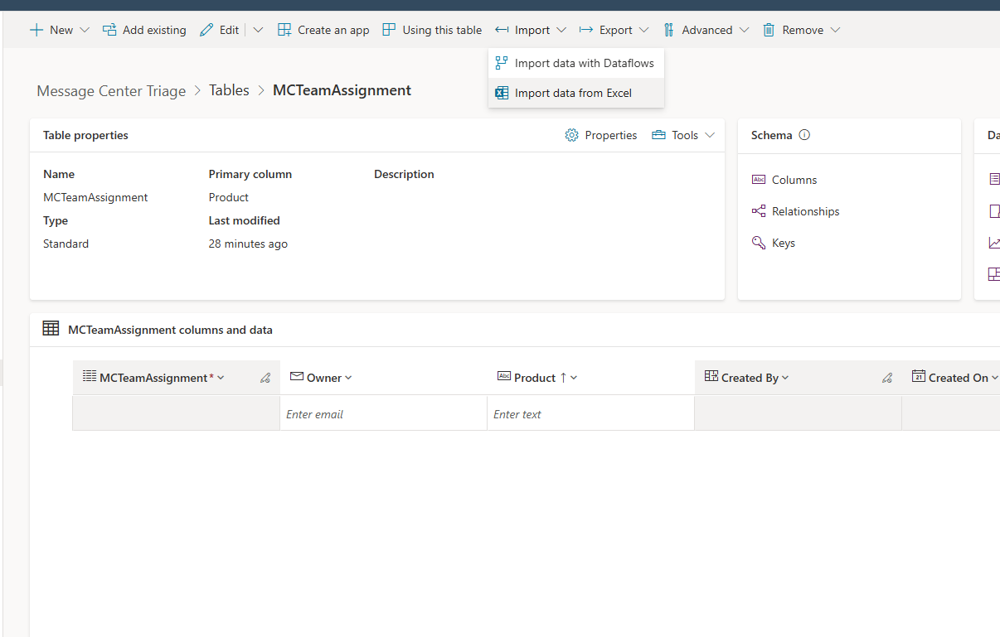 New Add existing Edit Create an app Using this table Import Export Advanced Remove
Import data with Dataflows
Import data from Excel
Message Center Triage > Tables > MCTeamAssignment
Table properties Properties Tools
Name Primary column Description
MCTeamAssignment Product
Type Last modified
Standard 28 minutes ago
Schema
Columns
Relationships
Keys
Da
MCTeamAssignment columns and data
MCTeamAssignment* Abc Owner Product ↑ Created By 21 Created On
Enter email Enter text